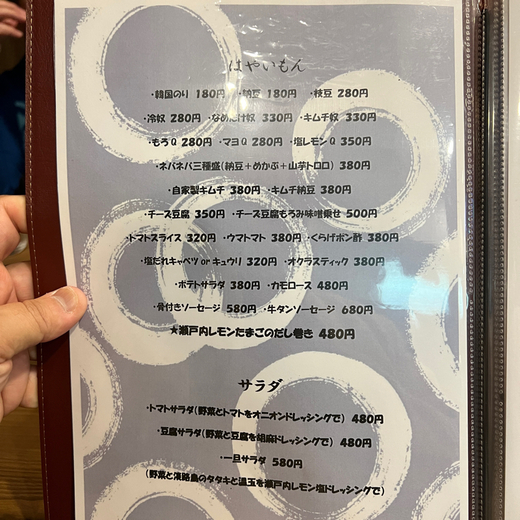 はやいもん
・韓国のり 180円 ・納豆 180円 ・枝豆 280円
・冷奴 280円 ・なめたけ奴 330円 ・キムチ奴 330円
・もろQ 280円 ・マヨQ 280円 ・塩レモンQ 350円
・ネバネバ三種盛(納豆+めかぶ+山芋トロロ) 380円
・自家製キムチ 380円 ・キムチ納豆 380円
・チーズ豆腐 350円 ・チーズ豆腐もろみ味噌乗せ 500円
・トマトスライス 320円 ・ウマトマト 380円 ・くらげポン酢 380円
・塩だれキャベツorキュウリ 320円 ・オクラスティック 380円
・ポテトサラダ 380円 ・カモロース 480円
・骨付きソーセージ 580円 ・牛タンソーセージ 680円
★瀬戸内レモンたまごのだし巻き 480円
サラダ
・トマトサラダ(野菜とトマトをオニオンドレッシングで) 480円
・豆腐サラダ(野菜と豆腐を胡麻ドレッシングで) 480円
・一旦サラダ 580円
(野菜と淡路鳥のタタキと温玉を瀬戸内レモン塩ドレッシングで)